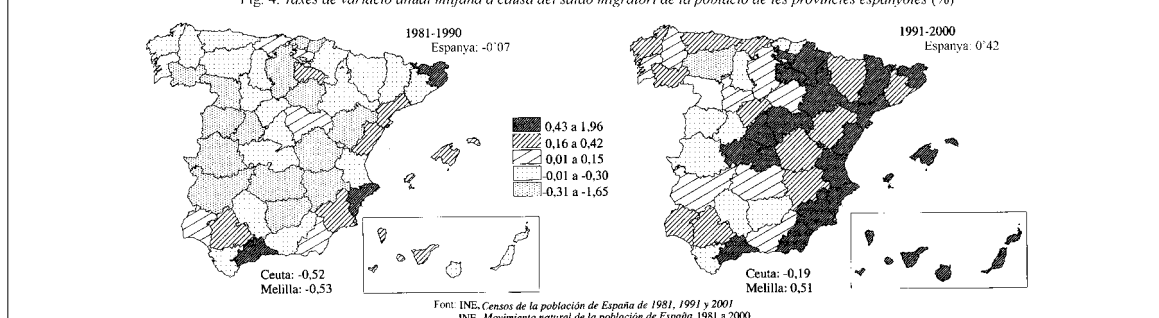 Fig. 4. Taxes de variació anual mitjana a causa del saldo migratori de la població de les províncies espanyoles (%)
1981-1990
Espanya: -0'07
1991-2000
Espanya: 0'42
0,43 a 1,96
0,16 a 0,42
0,01 a 0,15
-0,01 a -0,30
-0,31 a -1,65
Ceuta: -0,52
Melilla: -0,53
Ceuta: -0,19
Melilla: 0,51
Font: INE, Censos de la población de España de 1981, 1991 y 2001
INE, Movimiento natural de la población de España, 1981 a 2000